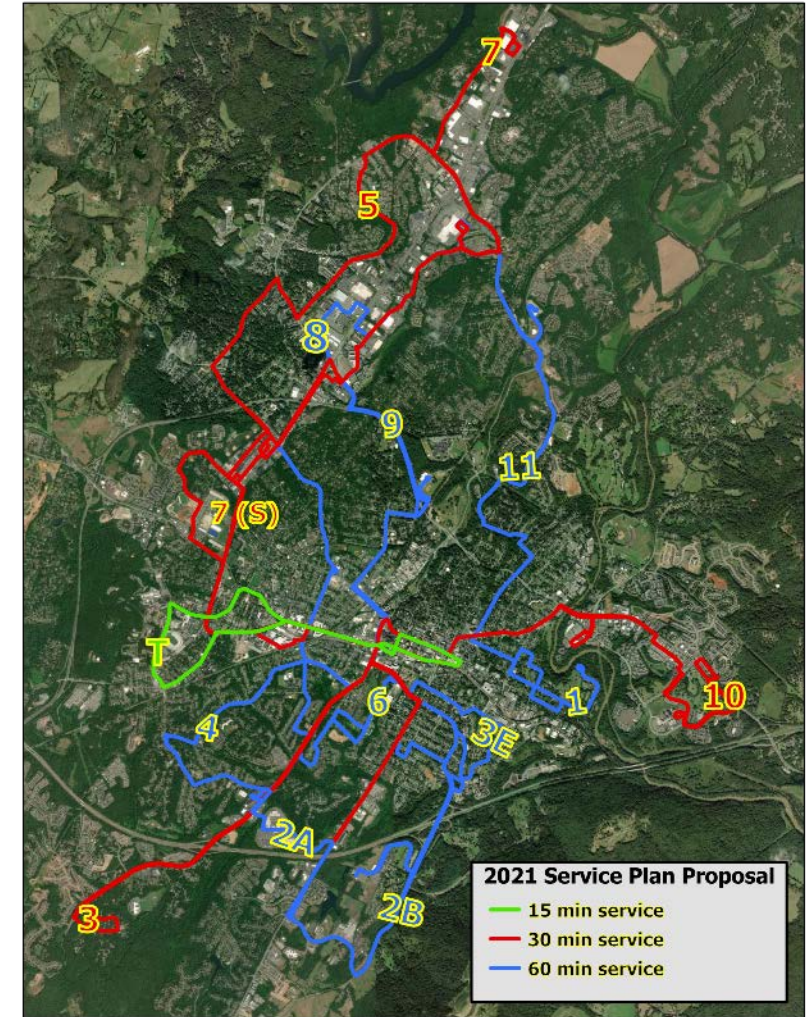 7
5
8
9
11
7 (S)
T
10
6
1
4
3E
2A
2B
3
2021 Service Plan Proposal
15 min service
30 min service
60 min service